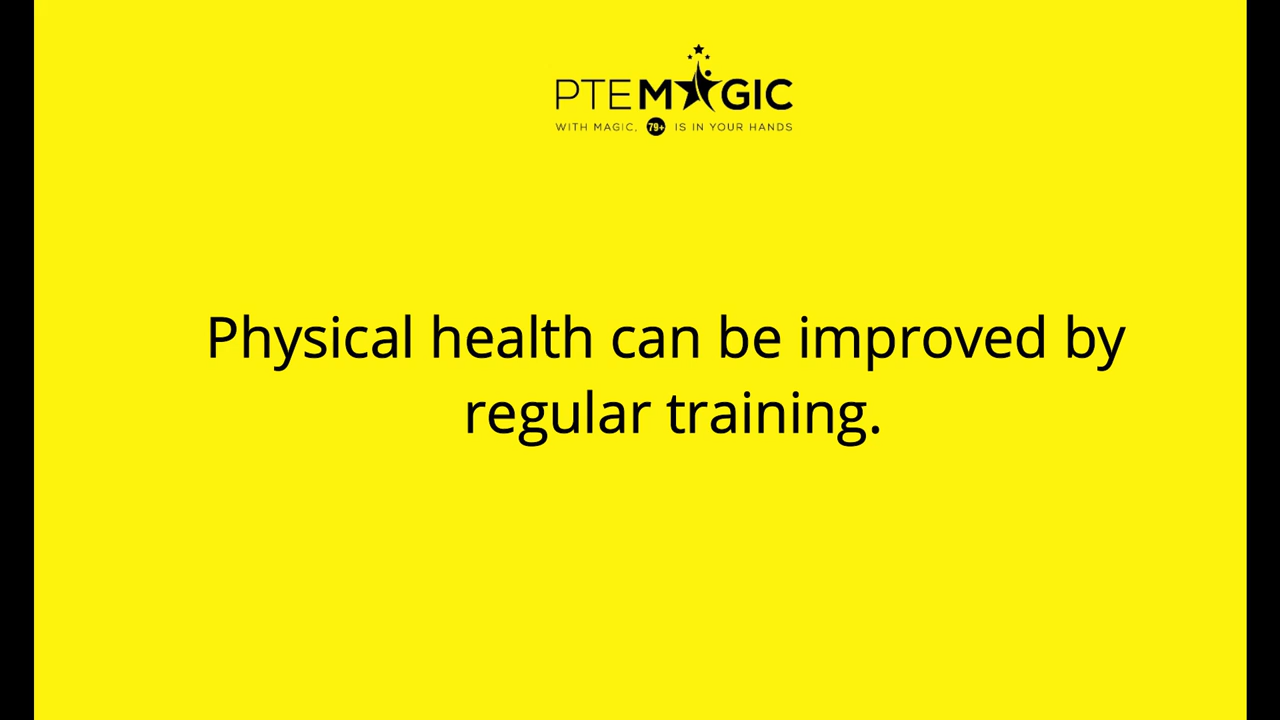 PTEMAGIC
WITH MAGIC, 79+ IS IN YOUR HANDS
Physical health can be improved by
regular training.